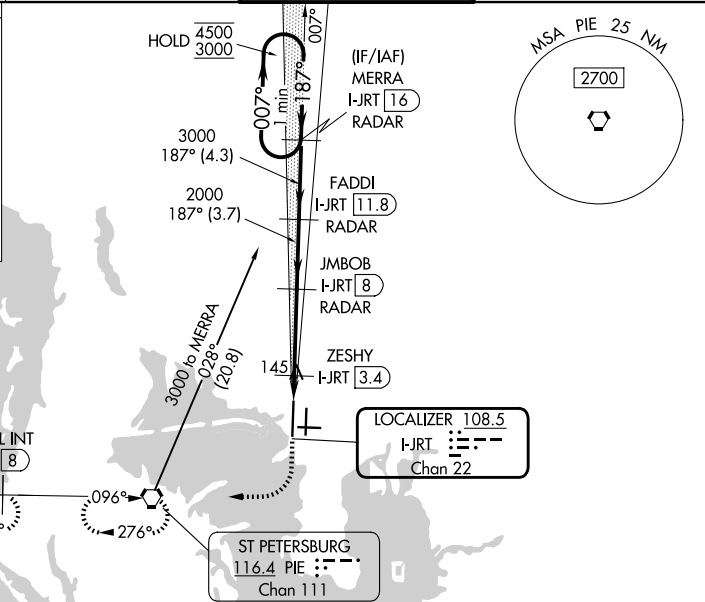 HOLD 4500
3000
007°
187°
007°
1 min
(IF/IAF)
MERRA
I-JRT 16
RADAR
MSA PIE 25 NM
2700
3000
187° (4.3)
FADDI
I-JRT 11.8
RADAR
2000
187° (3.7)
JMBOB
I-JRT 8
RADAR
3000 to MERRA
028°
(20.8)
145
ZESHY
I-JRT 3.4
LOCALIZER 108.5
I-JRT
Chan 22
L INT
8
096°
276°
ST PETERSBURG
116.4 PIE
Chan 111